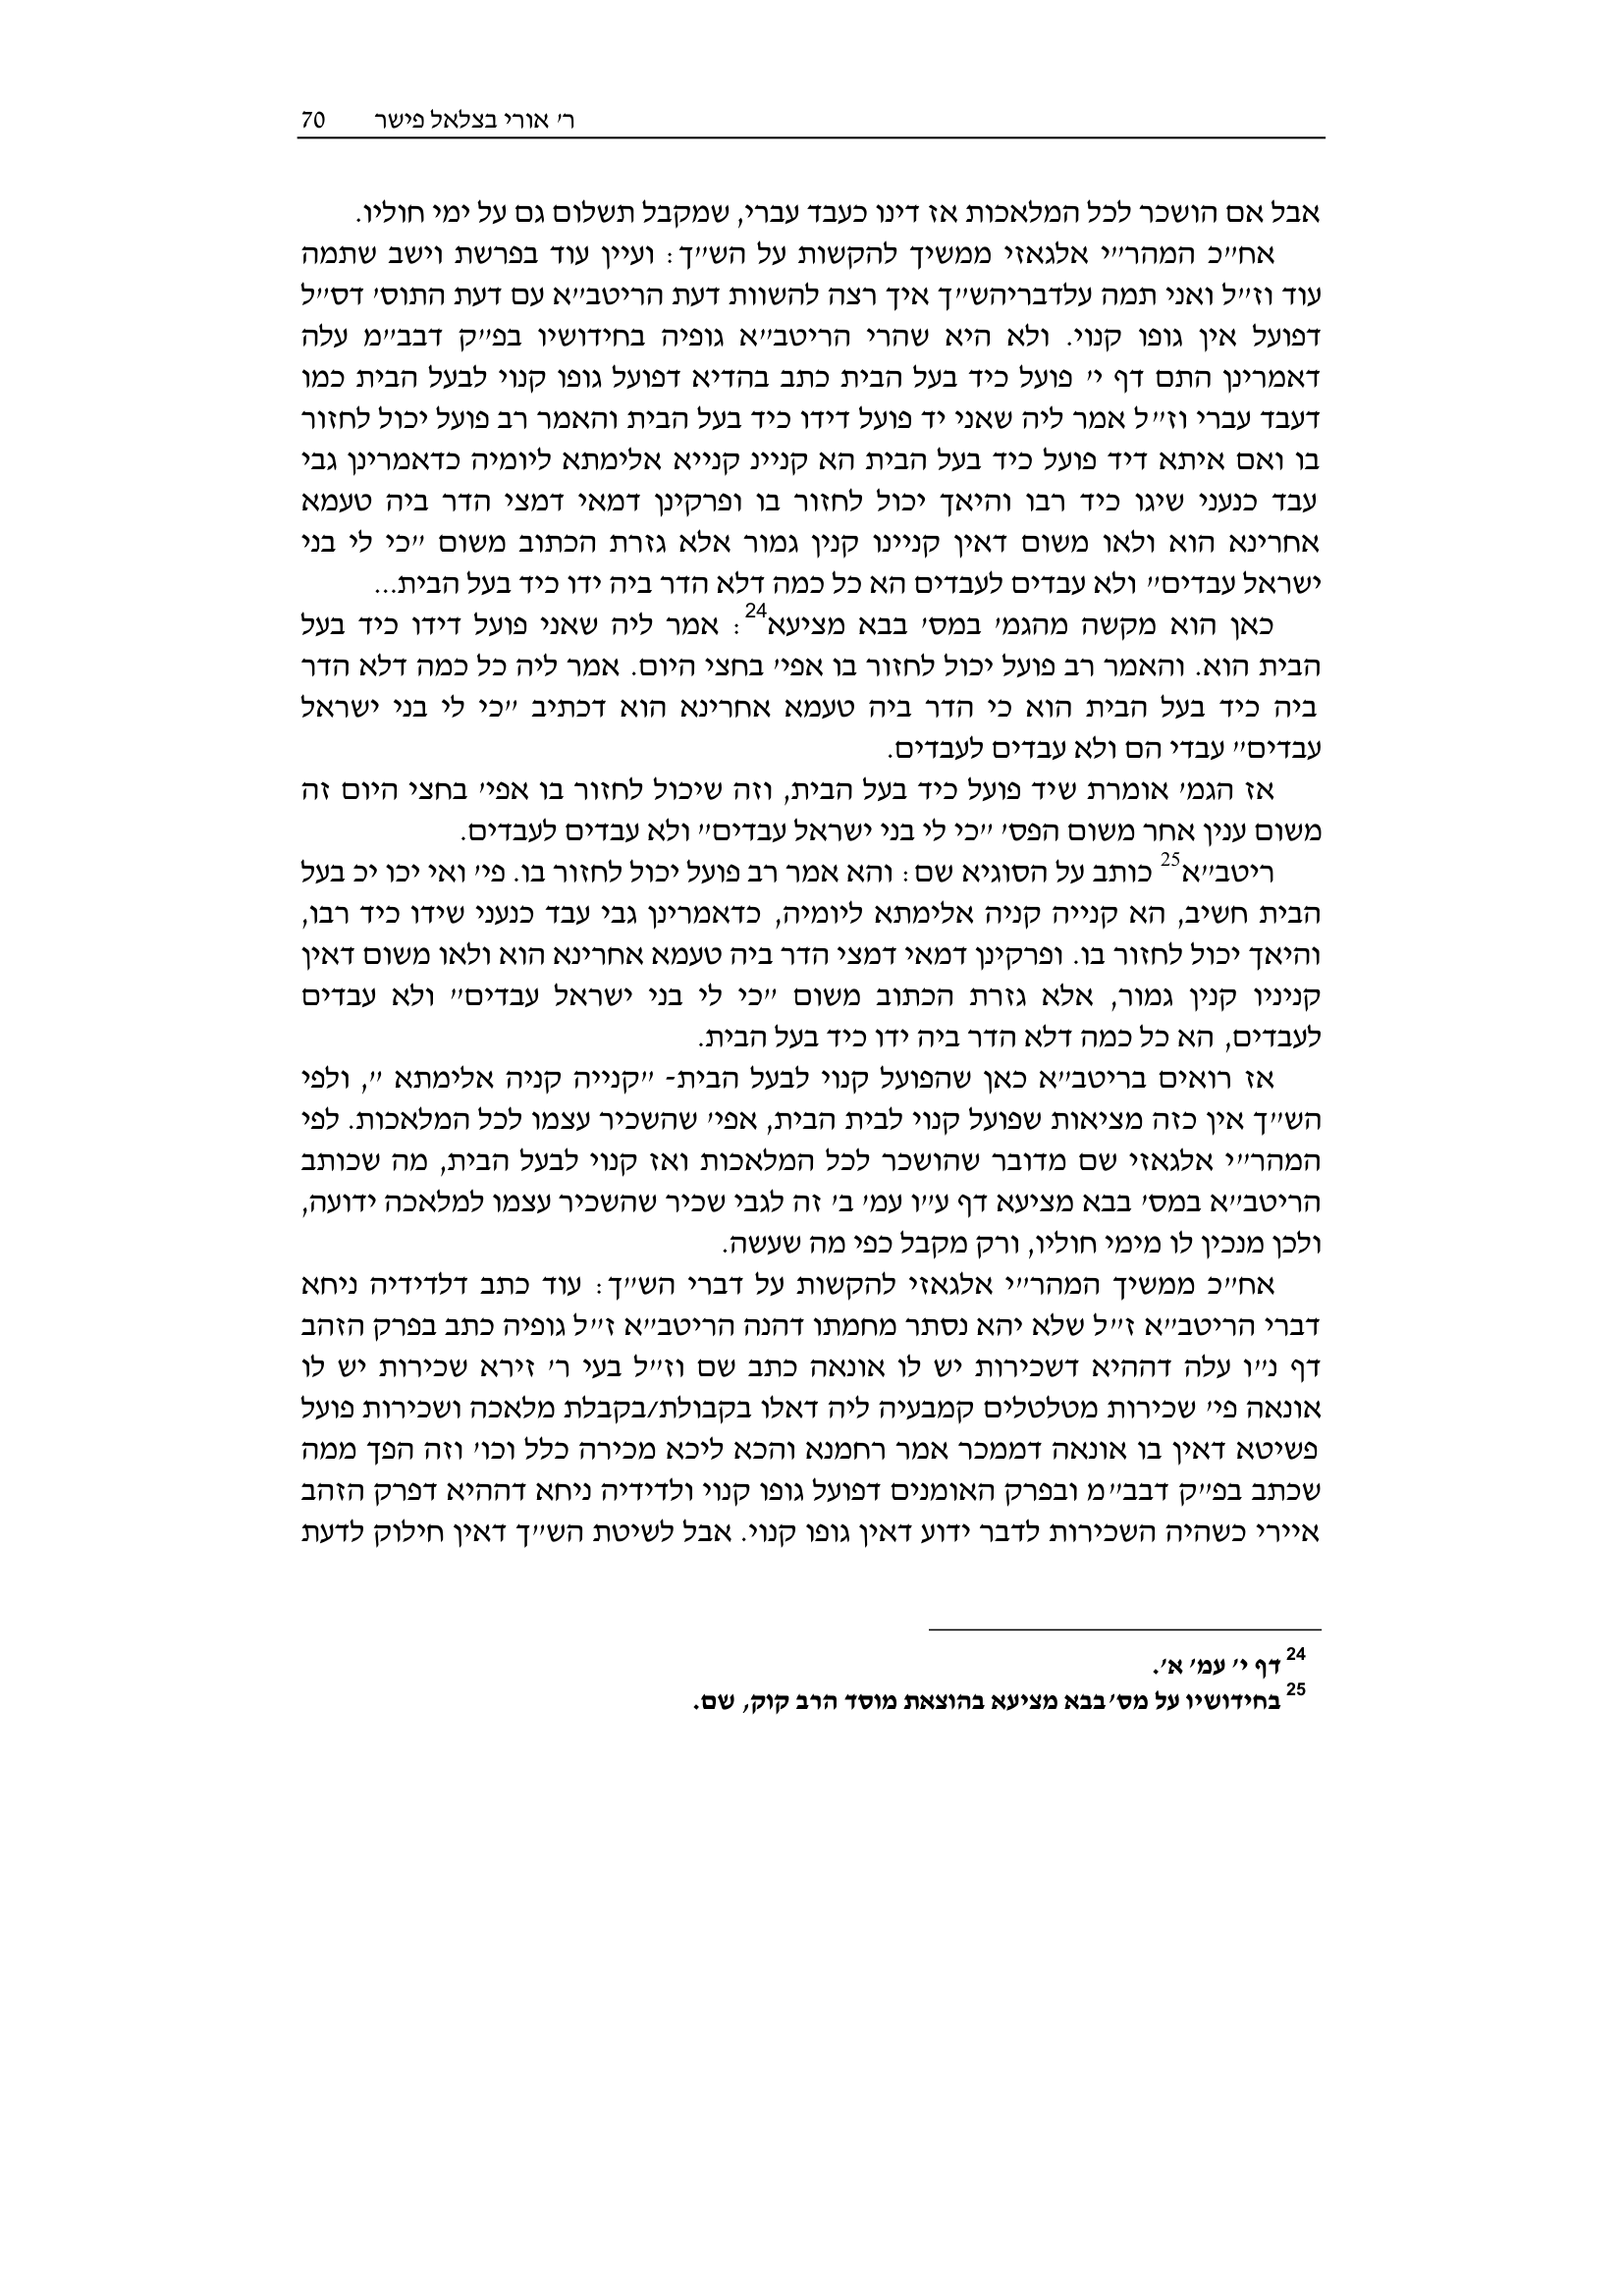 ר׳ אורי בצלאל פישר 70
אבל אם הושכר לכל המלאכות אז דינו כעבד עברי, שמקבל תשלום גם על ימי חוליו.
אח״כ המהר״י אלגאזי ממשיך להקשות על הש״ך: ועיין עוד בפרשת וישב שתמה
עוד וז״ל ואני תמה עלדבריהש״ך איך רצה להשוות דעת הריטב״א עם דעת התוס׳ דס״ל
דפועל אין גופו קנוי. ולא היא שהרי הריטב״א גופיה בחידושיו בפ״ק דבב״מ עלה
דאמרינן התם דף י׳ פועל כיד בעל הבית כתב בהדיא דפועל גופו קנוי לבעל הבית כמו
דעבד עברי וז״ל אמר ליה שאני יד פועל דידו כיד בעל הבית והאמר רב פועל יכול לחזור
בו ואם איתא דיד פועל כיד בעל הבית הא קניינ קנייא אלימתא ליומיה כדאמרינן גבי
עבד כנעני שיגו כיד רבו והיאך יכול לחזור בו ופרקינן דמאי דמצי הדר ביה טעמא
אחרינא הוא ולאו משום דאין קניינו קנין גמור אלא גזרת הכתוב משום ״כי לי בני
ישראל עבדים״ ולא עבדים לעבדים הא כל כמה דלא הדר ביה ידו כיד בעל הבית...
כאן הוא מקשה מהגמ׳ במס׳ בבא מציעא24: אמר ליה שאני פועל דידו כיד בעל
הבית הוא. והאמר רב פועל יכול לחזור בו אפי׳ בחצי היום. אמר ליה כל כמה דלא הדר
ביה כיד בעל הבית הוא כי הדר ביה טעמא אחרינא הוא דכתיב ״כי לי בני ישראל
עבדים״ עבדי הם ולא עבדים לעבדים.
אז הגמ׳ אומרת שיד פועל כיד בעל הבית, וזה שיכול לחזור בו אפי׳ בחצי היום זה
משום ענין אחר משום הפס׳ ״כי לי בני ישראל עבדים״ ולא עבדים לעבדים.
ריטב״א25 כותב על הסוגיא שם: והא אמר רב פועל יכול לחזור בו. פי׳ ואי יכו יכ בעל
הבית חשיב, הא קנייה קניה אלימתא ליומיה, כדאמרינן גבי עבד כנעני שידו כיד רבו,
והיאך יכול לחזור בו. ופרקינן דמאי דמצי הדר ביה טעמא אחרינא הוא ולאו משום דאין
קניניו קנין גמור, אלא גזרת הכתוב משום ״כי לי בני ישראל עבדים״ ולא עבדים
לעבדים, הא כל כמה דלא הדר ביה ידו כיד בעל הבית.
אז רואים בריטב״א כאן שהפועל קנוי לבעל הבית- ״קנייה קניה אלימתא ״, ולפי
הש״ך אין כזה מציאות שפועל קנוי לבית הבית, אפי׳ שהשכיר עצמו לכל המלאכות. לפי
המהר״י אלגאזי שם מדובר שהושכר לכל המלאכות ואז קנוי לבעל הבית, מה שכותב
הריטב״א במס׳ בבא מציעא דף ע״ו עמ׳ ב׳ זה לגבי שכיר שהשכיר עצמו למלאכה ידועה,
ולכן מנכין לו מימי חוליו, ורק מקבל כפי מה שעשה.
אח״כ ממשיך המהר״י אלגאזי להקשות על דברי הש״ך: עוד כתב דלדידיה ניחא
דברי הריטב״א ז״ל שלא יהא נסתר מחמתו דהנה הריטב״א ז״ל גופיה כתב בפרק הזהב
דף נ״ו עלה דההיא דשכירות יש לו אונאה כתב שם וז״ל בעי ר׳ זירא שכירות יש לו
אונאה פי׳ שכירות מטלטלים קמבעיה ליה דאלו בקבולת/בקבלת מלאכה ושכירות פועל
פשיטא דאין בו אונאה דממכר אמר רחמנא והכא ליכא מכירה כלל וכו׳ וזה הפך ממה
שכתב בפ״ק דבב״מ ובפרק האומנים דפועל גופו קנוי ולדידיה ניחא דההיא דפרק הזהב
איירי כשהיה השכירות לדבר ידוע דאין גופו קנוי. אבל לשיטת הש״ך דאין חילוק לדעת
24 דף י׳ עמ׳ א׳.
25 בחידושיו על מס׳בבא מציעא בהוצאת מוסד הרב קוק, שם.